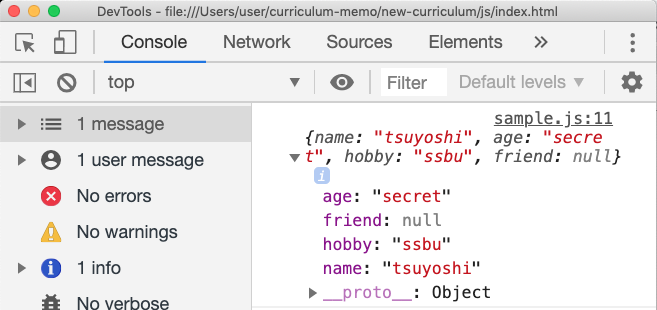 DevTools - file:///Users/user/curriculum-memo/new-curriculum/js/index.html
Console Network Sources Elements »
top Filter Default levels
1 message
1 user message
No errors
No warnings
1 info
No verbose
sample.js:11
{name: "tsuyoshi", age: "secre
t", hobby: "ssbu", friend: null}
i
age: "secret"
friend: null
hobby: "ssbu"
name: "tsuyoshi"
__proto__: Object